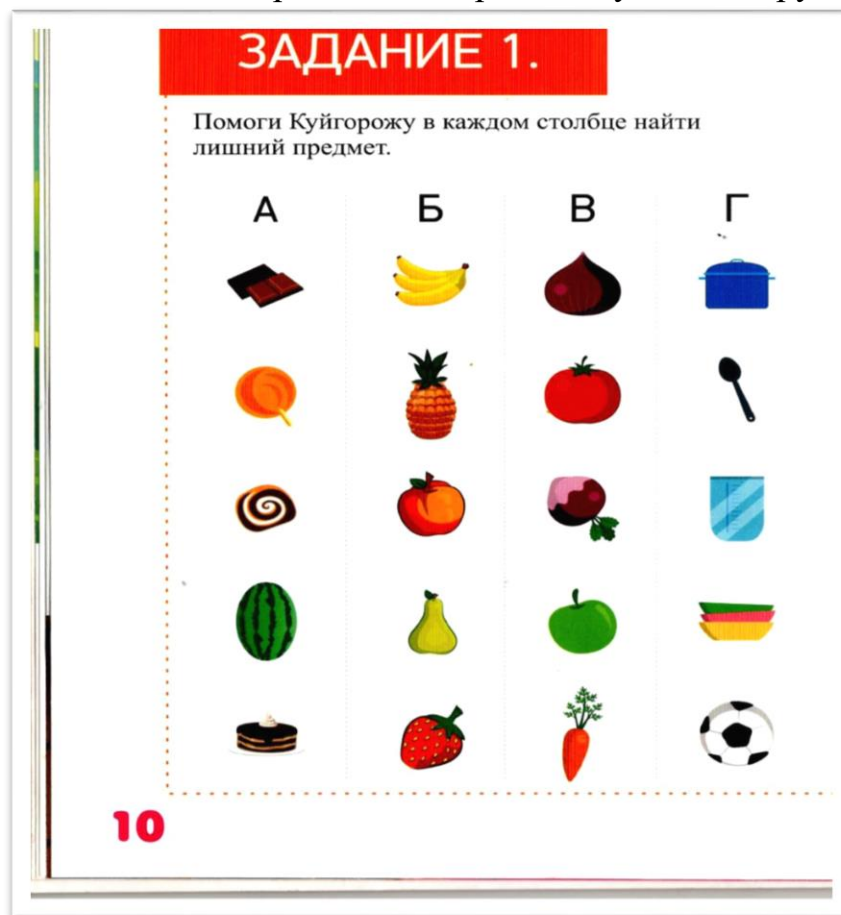 ЗАДАНИЕ 1.
Помоги Куйгорожу в каждом столбце найти
лишний предмет.
А Б В Г
10